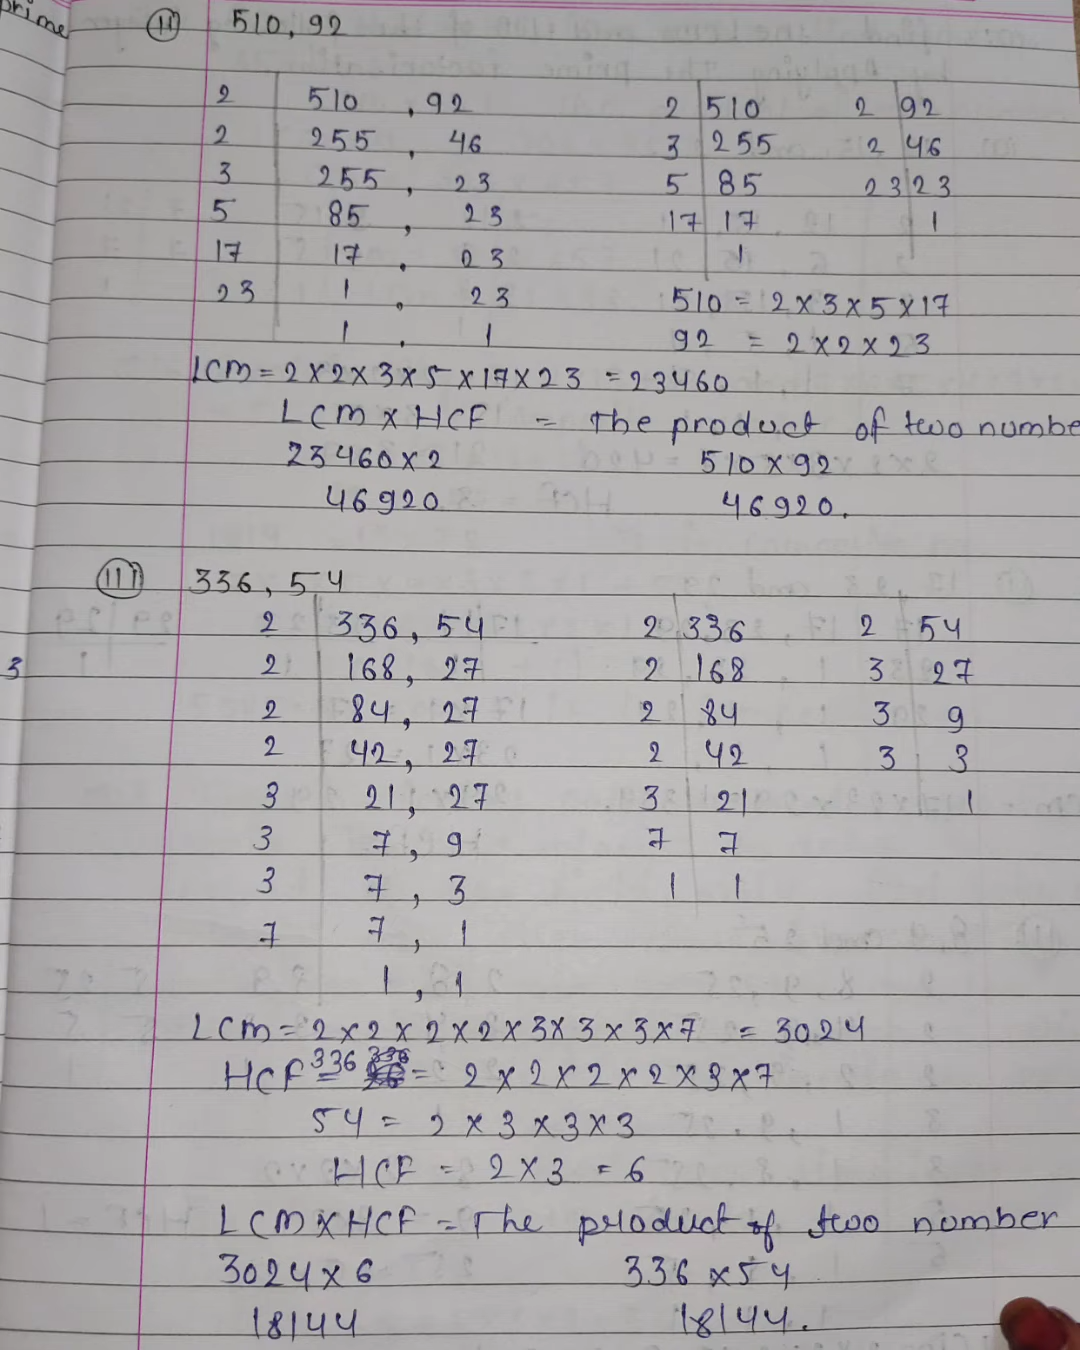 prime
(ii) 510, 92
2 | 510 , 92    2 | 510    2 | 92
2 | 255 , 46    3 | 255    2 | 46
3 | 255 , 23    5 | 85    23 | 23
5 | 85 , 23    17 | 17    1
17 | 17 , 23    1
23 | 1 , 23    510 = 2×3×5×17
1 , 1    92 = 2×2×23
LCM = 2×2×3×5×17×23 = 23460
LCM × HCF = The product of two numbe
23460×2    510×92
46920    46920.
(iii) 336, 54
2 | 336, 54    2 | 336    2 | 54
3
2 | 168, 27    2 | 168    3 | 27
2 | 84, 27    2 | 84    3 | 9
2 | 42, 27    2 | 42    3 | 3
3 | 21, 27    3 | 21    1
3 | 7, 9    7 | 7
3 | 7, 3    1 | 1
7 | 7, 1
1, 1
LCM = 2×2×2×2×3×3×3×7 = 3024
HCF 336 = 336 = 2×2×2×2×3×7
54 = 2×3×3×3
HCF = 2×3 = 6
LCM×HCF = The product of two number
3024×6    336×54
18144    18144.